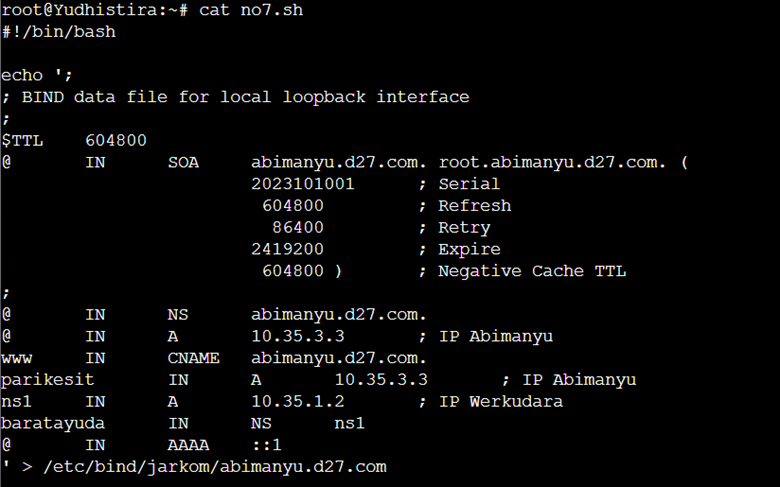 root@Yudhistira:~# cat no7.sh
#!/bin/bash

echo ';
; BIND data file for local loopback interface
;
$TTL    604800
@       IN      SOA     abimanyu.d27.com. root.abimanyu.d27.com. (
                        2023101001      ; Serial
                         604800         ; Refresh
                          86400         ; Retry
                        2419200         ; Expire
                         604800 )       ; Negative Cache TTL
;
@       IN      NS      abimanyu.d27.com.
@       IN      A       10.35.3.3       ; IP Abimanyu
www     IN      CNAME   abimanyu.d27.com.
parikesit       IN      A       10.35.3.3       ; IP Abimanyu
ns1     IN      A       10.35.1.2       ; IP Werkudara
baratayuda      IN      NS      ns1
@       IN      AAAA    ::1
' > /etc/bind/jarkom/abimanyu.d27.com